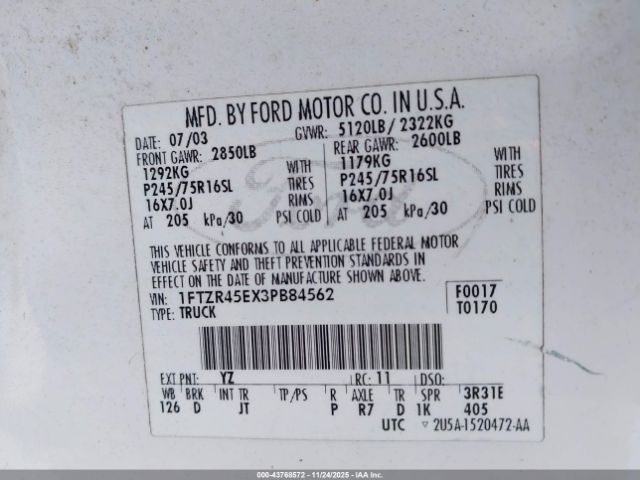 MFD. BY FORD MOTOR CO. IN U.S.A.
DATE: 07/03 GVWR: 5120LB/ 2322KG
FRONT GAWR: 2850LB REAR GAWR: 2600LB
1292KG WITH 1179KG WITH
P245/75R16SL TIRES P245/75R16SL TIRES
16X7.0J RIMS 16X7.0J RIMS
AT 205 kPa/30 PSI COLD AT 205 kPa/30 PSI COLD
Ford
THIS VEHICLE CONFORMS TO ALL APPLICABLE FEDERAL MOTOR
VEHICLE SAFETY AND THEFT PREVENTION STANDARDS IN
EFFECT ON THE DATE OF MANUFACTURE SHOWN ABOVE.
VIN: 1FTZR45EX3PB84562 F0017
TYPE: TRUCK T0170
EXT PNT: YZ RC: 11 DSO:
WB BRK INT TR TP/PS R AXLE TR SPR 3R31E
126 D JT P R7 D 1K 405
UTC ▽ 2U5A-1520472-AA
000-43768572 - 11/24/2025 - IAA Inc.